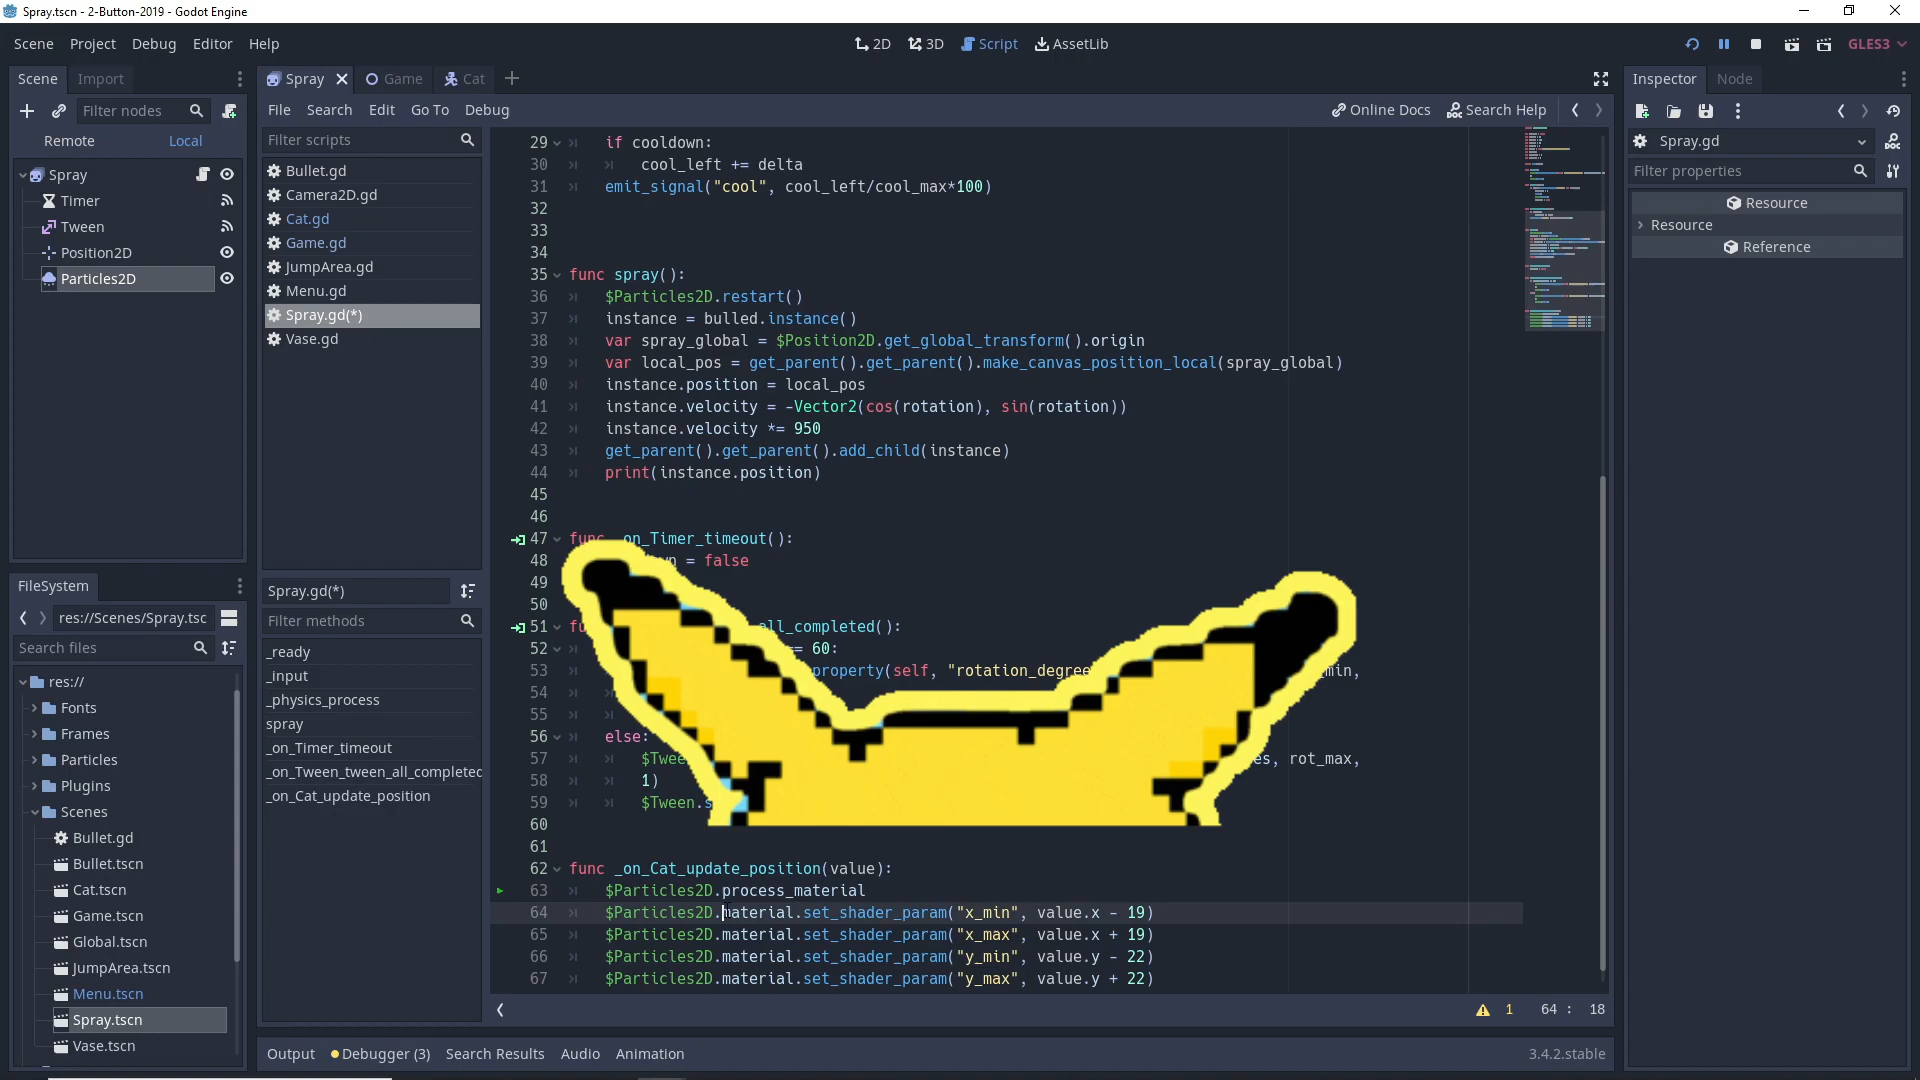 Spray.tscn - 2-Button-2019 - Godot Engine
Scene Project Debug Editor Help
2D 3D Script AssetLib
GLES3
Scene Import
Filter nodes
Remote Local
Spray
Timer
Tween
Position2D
Particles2D
FileSystem
res://Scenes/Spray.tsc
Search files
res://
Fonts
Frames
Particles
Plugins
Scenes
Bullet.gd
Bullet.tscn
Cat.tscn
Game.tscn
Global.tscn
JumpArea.tscn
Menu.tscn
Spray.tscn
Vase.tscn
Spray Game Cat
File Search Edit Go To Debug
Online Docs Search Help
Filter scripts
Bullet.gd
Camera2D.gd
Cat.gd
Game.gd
JumpArea.gd
Menu.gd
Spray.gd(*)
Vase.gd
Spray.gd(*)
Filter methods
_ready
_input
_physics_process
spray
_on_Timer_timeout
_on_Tween_tween_all_completed
_on_Cat_update_position
29 if cooldown:
30 cool_left += delta
31 emit_signal("cool", cool_left/cool_max*100)
32
33
34
35 func spray():
36 $Particles2D.restart()
37 instance = bulled.instance()
38 var spray_global = $Position2D.get_global_transform().origin
39 var local_pos = get_parent().get_parent().make_canvas_position_local(spray_global)
40 instance.position = local_pos
41 instance.velocity = -Vector2(cos(rotation), sin(rotation))
42 instance.velocity *= 950
43 get_parent().get_parent().add_child(instance)
44 print(instance.position)
45
46
47 func _on_Timer_timeout():
48 = false
49
50
51 all_completed():
52 == 60:
53 property(self, "rotation_degree min,
54
55
56 else:
57 $Twee es, rot_max,
58 1)
59 $Tween.s
60
61
62 func _on_Cat_update_position(value):
63 $Particles2D.process_material
64 $Particles2D.material.set_shader_param("x_min", value.x - 19)
65 $Particles2D.material.set_shader_param("x_max", value.x + 19)
66 $Particles2D.material.set_shader_param("y_min", value.y - 22)
67 $Particles2D.material.set_shader_param("y_max", value.y + 22)
1 64 : 18
Output Debugger (3) Search Results Audio Animation
3.4.2.stable
Inspector Node
Spray.gd
Filter properties
Resource
Resource
Reference